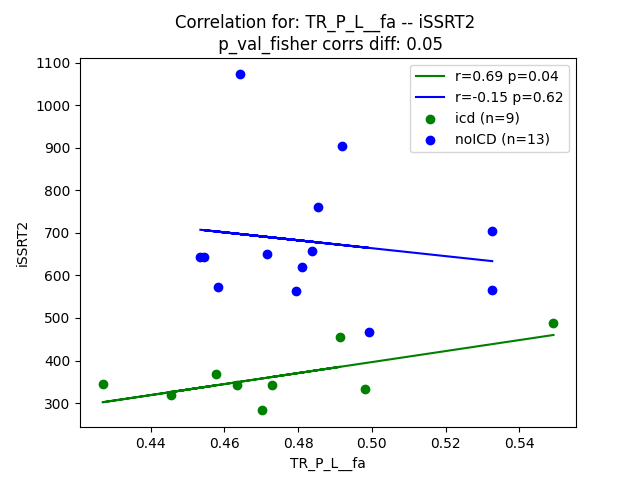 Correlation for: TR_P_L__fa -- iSSRT2
p_val_fisher corrs diff: 0.05
r=0.69 p=0.04
r=-0.15 p=0.62
icd (n=9)
noICD (n=13)
iSSRT2
1100
1000
900
800
700
600
500
400
300
0.44 0.46 0.48 0.50 0.52 0.54
TR_P_L__fa